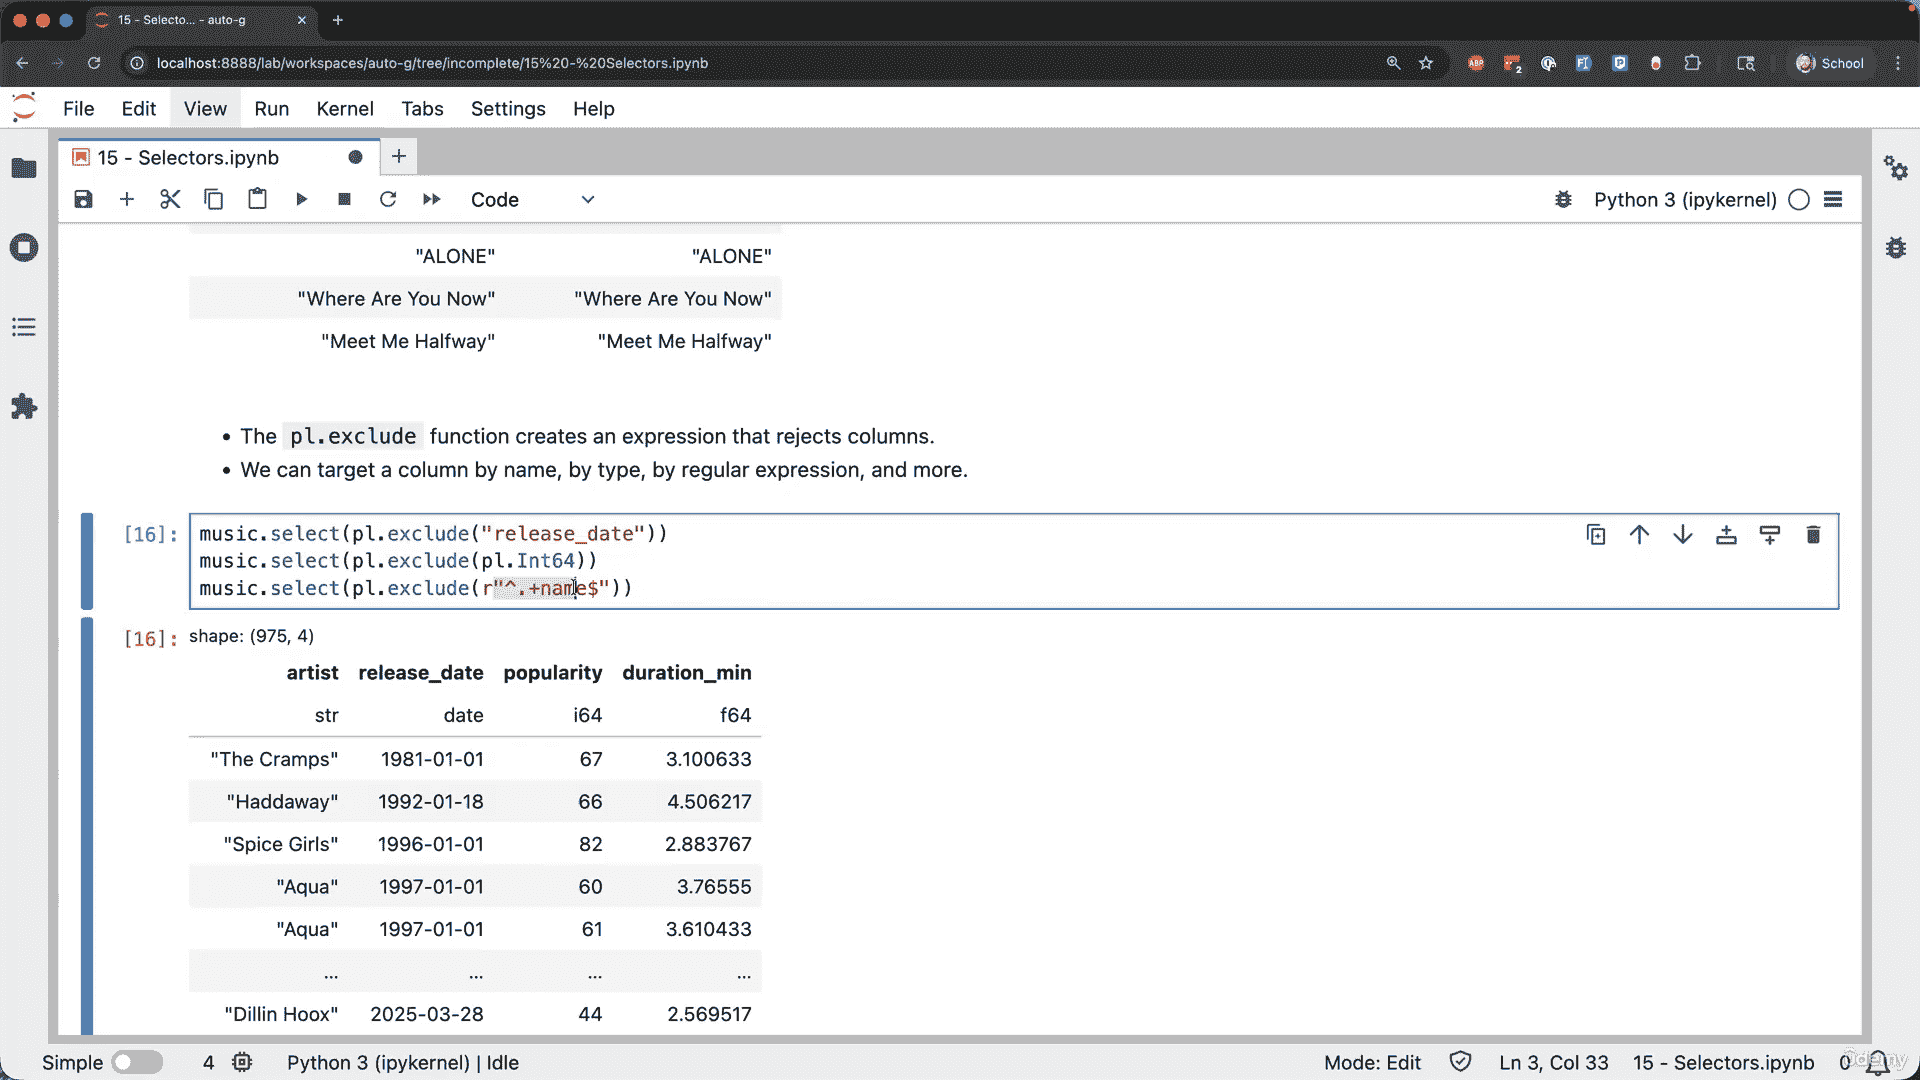 15 - Selecto... - auto-g
localhost:8888/lab/workspaces/auto-g/tree/incomplete/15%20-%20Selectors.ipynb
ABP
2
School
File Edit View Run Kernel Tabs Settings Help
15 - Selectors.ipynb
Code
Python 3 (ipykernel)
"ALONE" "ALONE"
"Where Are You Now" "Where Are You Now"
"Meet Me Halfway" "Meet Me Halfway"
• The pl.exclude function creates an expression that rejects columns.
• We can target a column by name, by type, by regular expression, and more.
[16]: music.select(pl.exclude("release_date"))
music.select(pl.exclude(pl.Int64))
music.select(pl.exclude(r"^.+name$"))
[16]: shape: (975, 4)
artist release_date popularity duration_min
str date i64 f64
"The Cramps" 1981-01-01 67 3.100633
"Haddaway" 1992-01-18 66 4.506217
"Spice Girls" 1996-01-01 82 2.883767
"Aqua" 1997-01-01 60 3.76555
"Aqua" 1997-01-01 61 3.610433
... ... ... ...
"Dillin Hoox" 2025-03-28 44 2.569517
Simple 4 Python 3 (ipykernel) | Idle Mode: Edit Ln 3, Col 33 15 - Selectors.ipynb 0
udemy